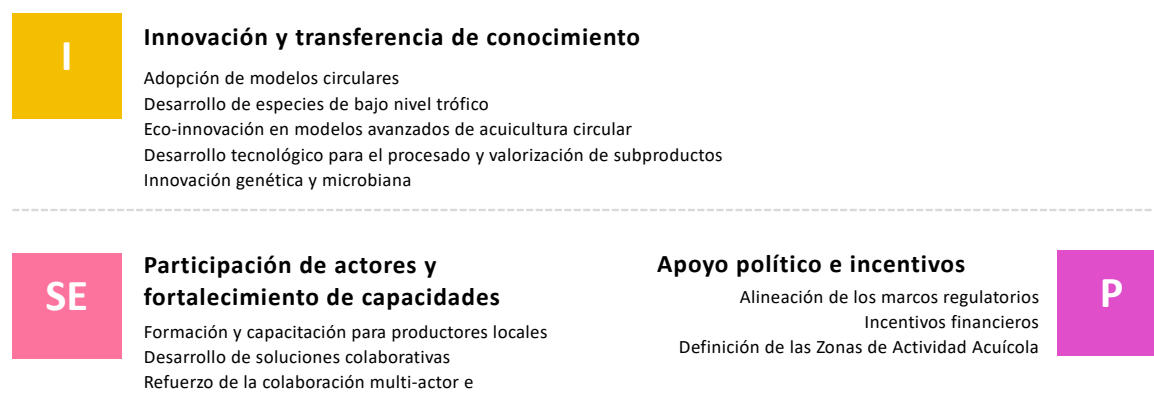 I
Innovación y transferencia de conocimiento
Adopción de modelos circulares
Desarrollo de especies de bajo nivel trófico
Eco-innovación en modelos avanzados de acuicultura circular
Desarrollo tecnológico para el procesado y valorización de subproductos
Innovación genética y microbiana
SE
Participación de actores y
fortalecimiento de capacidades
Formación y capacitación para productores locales
Desarrollo de soluciones colaborativas
Refuerzo de la colaboración multi-actor e
Apoyo político e incentivos
Alineación de los marcos regulatorios
Incentivos financieros
Definición de las Zonas de Actividad Acuícola
P